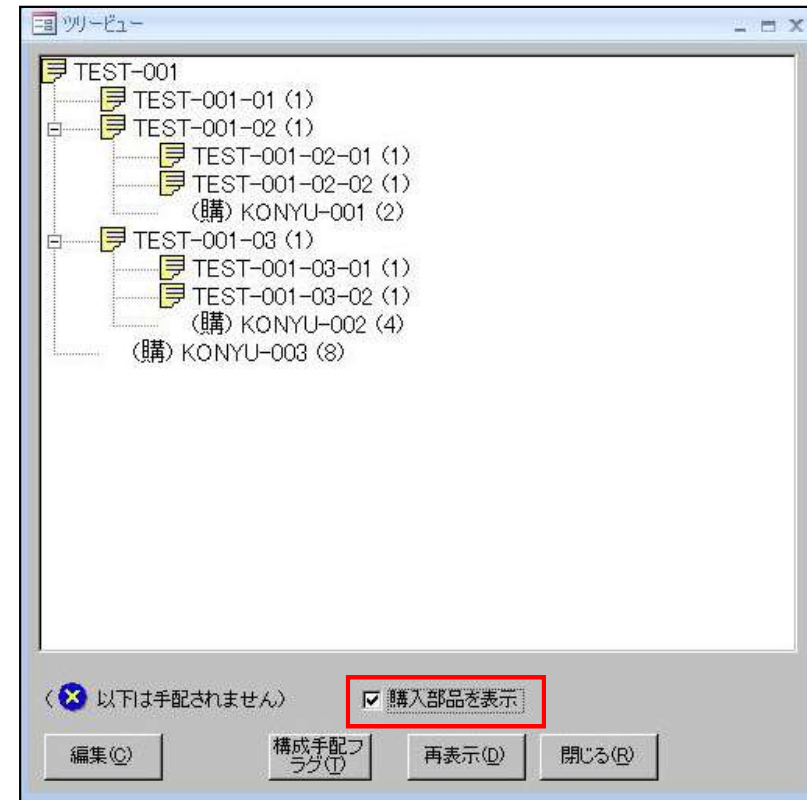 ツリービュー
TEST-001
TEST-001-01 (1)
TEST-001-02 (1)
TEST-001-02-01 (1)
TEST-001-02-02 (1)
(購) KONYU-001 (2)
TEST-001-03 (1)
TEST-001-03-01 (1)
TEST-001-03-02 (1)
(購) KONYU-002 (4)
(購) KONYU-003 (8)
( 以下は手配されません) 購入部品を表示
編集(C) 構成手配フ
ラグ(T) 再表示(D) 閉じる(R)